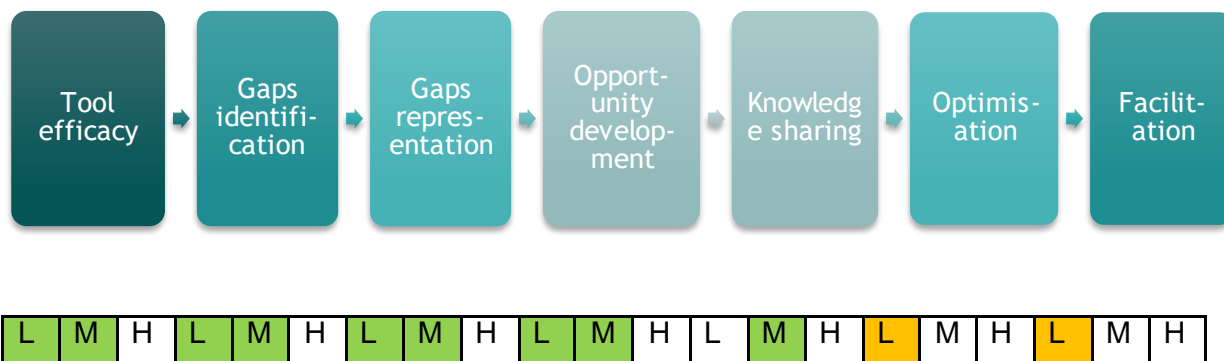 Tool
efficacy
Gaps
identifi-
cation
Gaps
repres-
entation
Opport-
unity
develop-
ment
Knowledg
e sharing
Optimis-
ation
Facilit-
ation
L M H L M H L M H L M H L M H L M H L M H